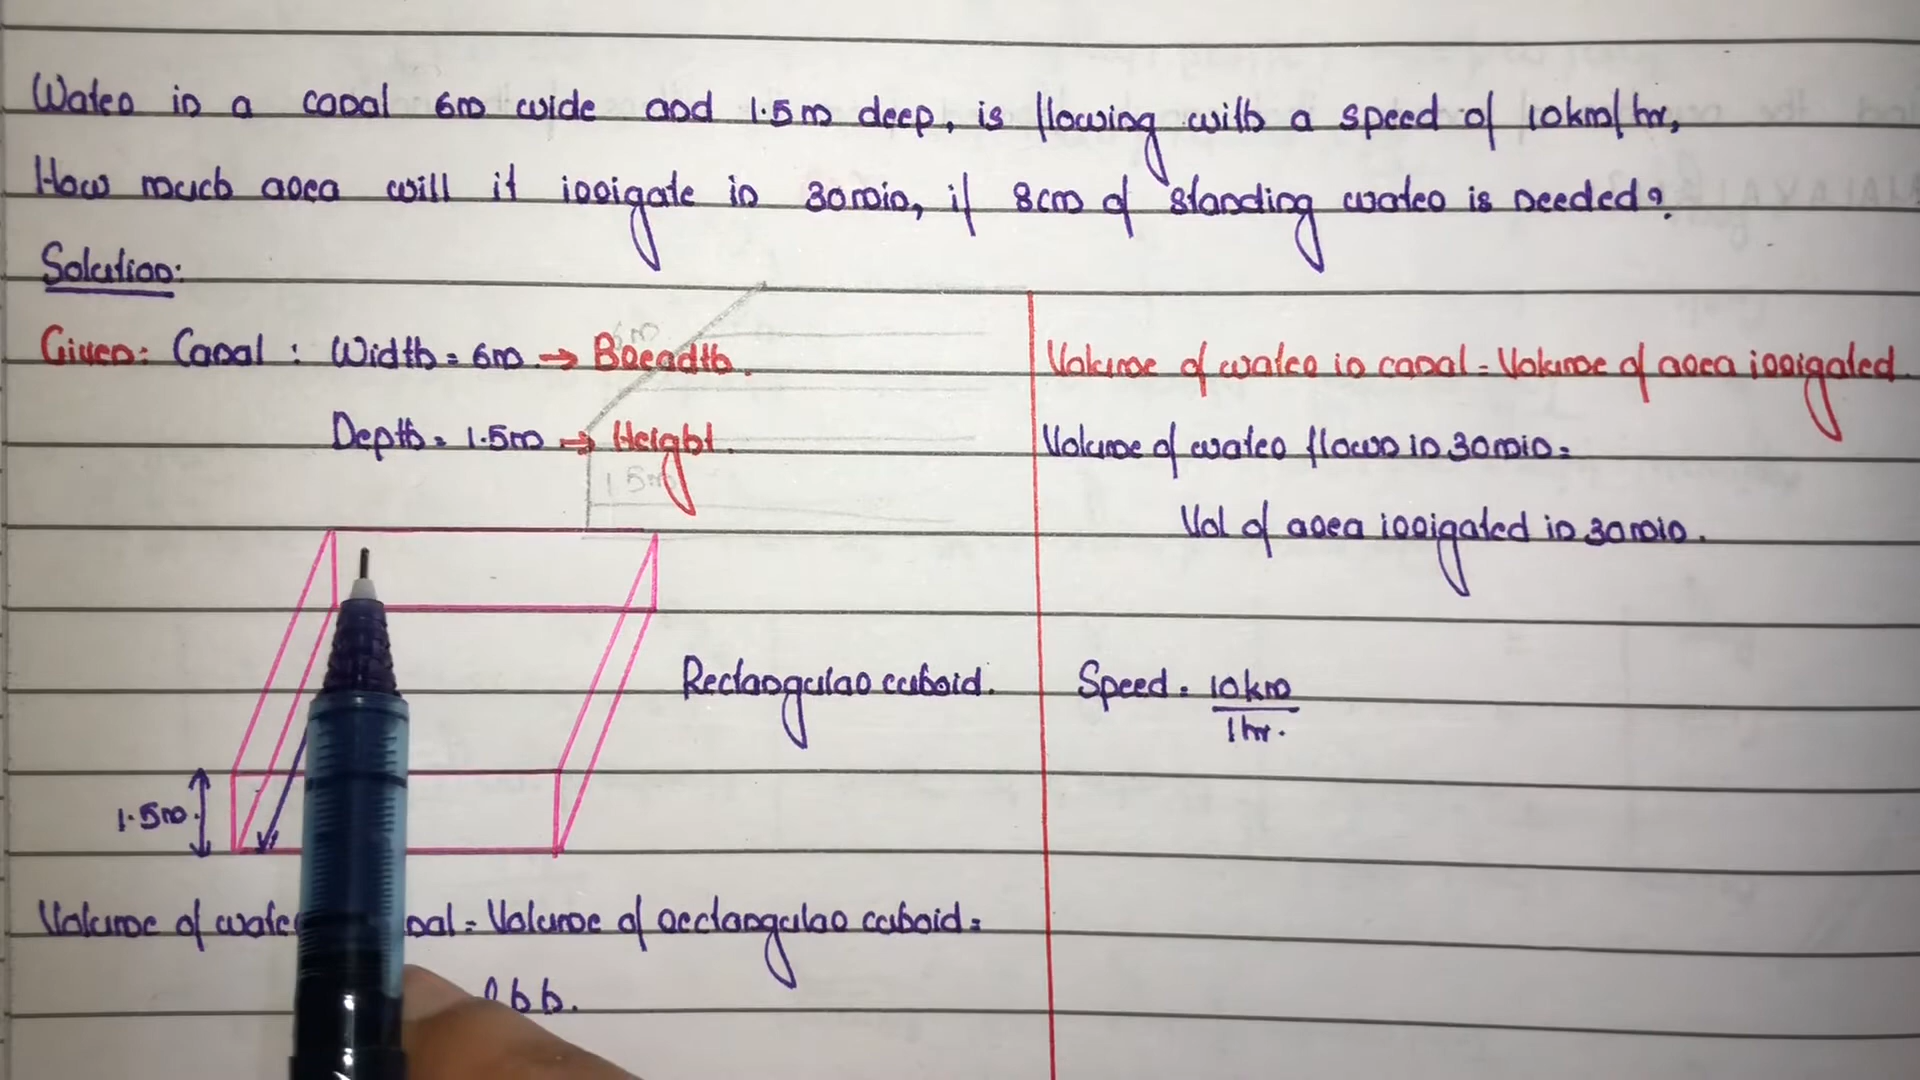 Water in a canal 6m wide and 1.5m deep, is flowing with a speed of 10km/hr,
How much area will it irrigate in 30min, if 8cm of standing water is needed?
Solution:
Given: Canal : Width = 6m → Breadth.
Depth = 1.5m → Height.
6m
1.5m
Rectangular cuboid.
1.5m.
Volume of water
nal = Volume of rectangular cuboid =
lbh.
Volume of water in canal = Volume of area irrigated.
Volume of water flows in 30min =
Vol of area irrigated in 30min.
Speed = 10km
1hr.